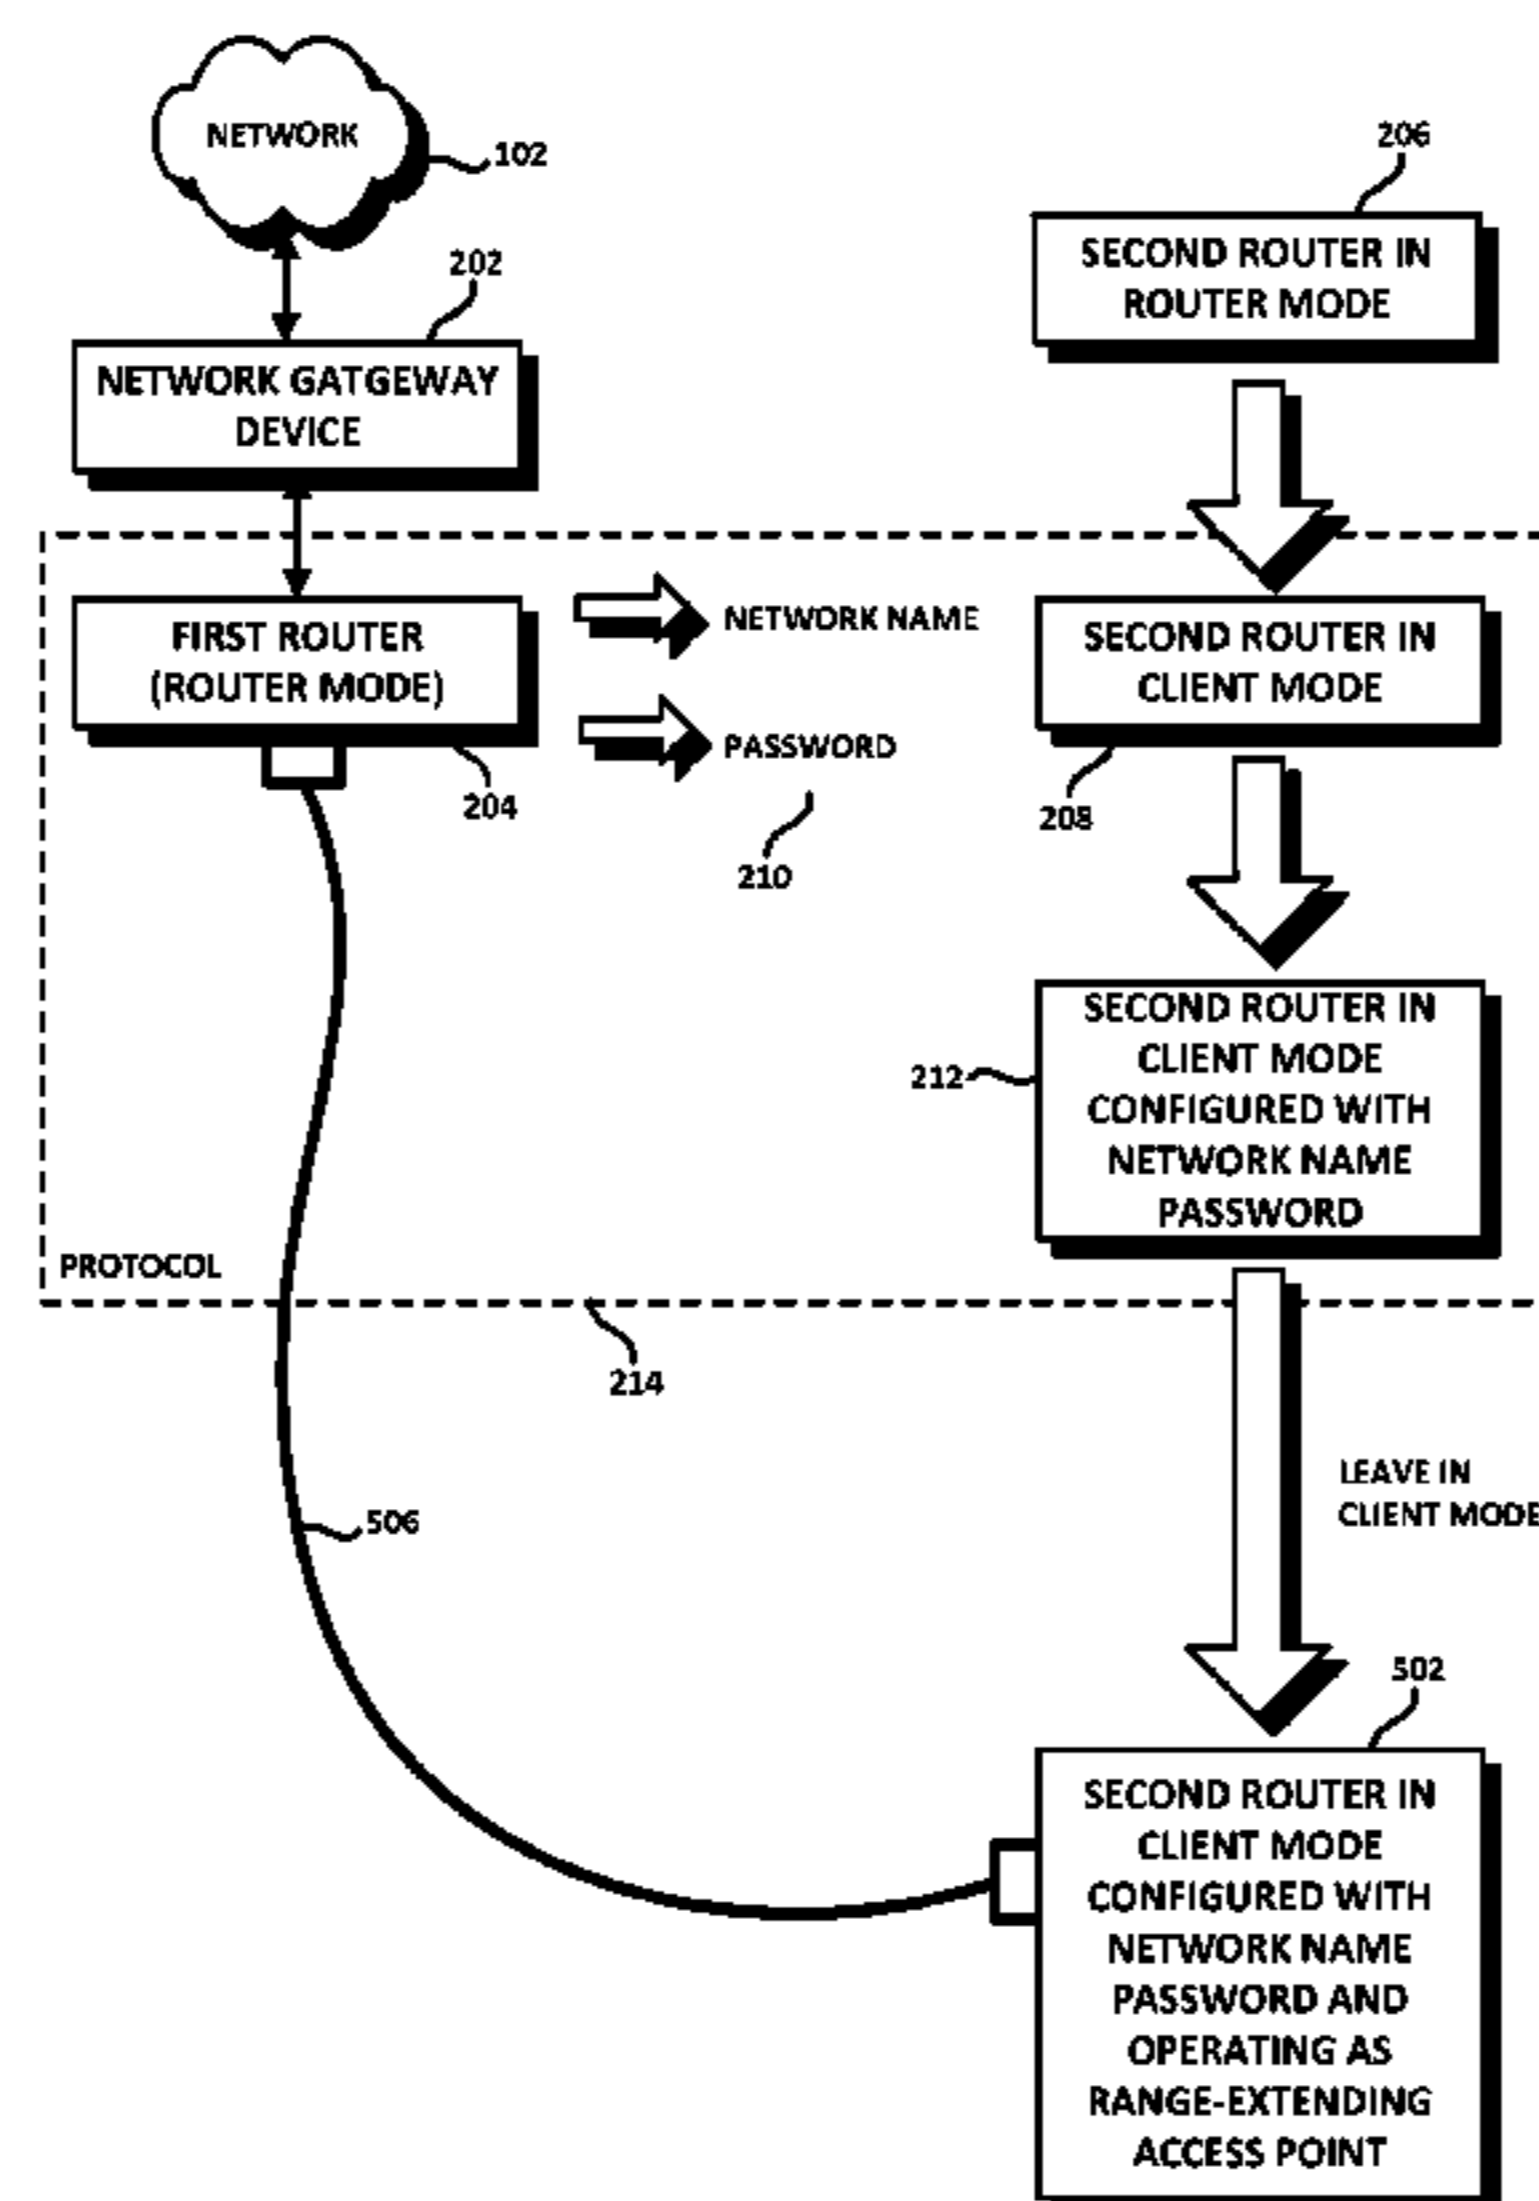 NETWORK
102
206
SECOND ROUTER IN
ROUTER MODE
202
NETWORK GATGEWAY
DEVICE
FIRST ROUTER
(ROUTER MODE)
204
NETWORK NAME
PASSWORD
210
SECOND ROUTER IN
CLIENT MODE
208
SECOND ROUTER IN
CLIENT MODE
CONFIGURED WITH
NETWORK NAME
PASSWORD
212
PROTOCOL
214
LEAVE IN
CLIENT MODE
506
502
SECOND ROUTER IN
CLIENT MODE
CONFIGURED WITH
NETWORK NAME
PASSWORD AND
OPERATING AS
RANGE-EXTENDING
ACCESS POINT